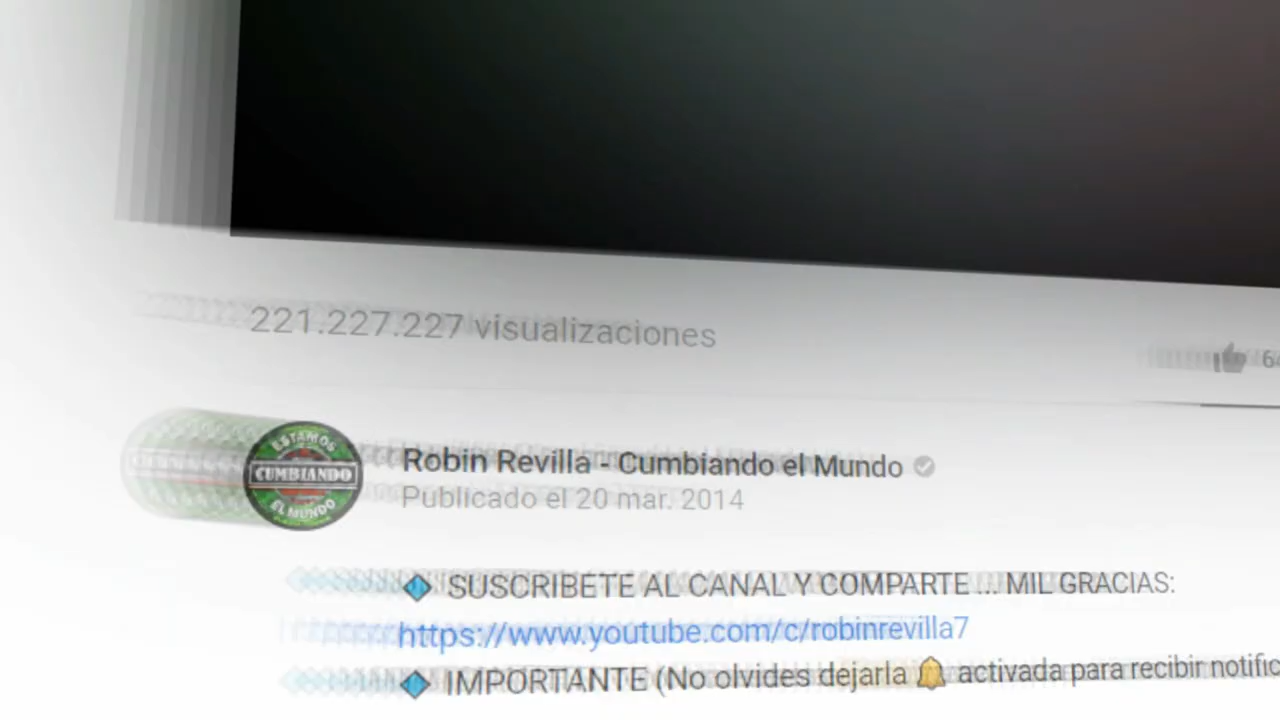 221.227.227 visualizaciones
ESTAMOS
CUMBIANDO
EL MUNDO
Robin Revilla - Cumbiando el Mundo
Publicado el 20 mar. 2014
SUSCRIBETE AL CANAL Y COMPARTE ... MIL GRACIAS:
https://www.youtube.com/c/robinrevilla7
IMPORTANTE (No olvides dejarla 🔔 activada para recibir